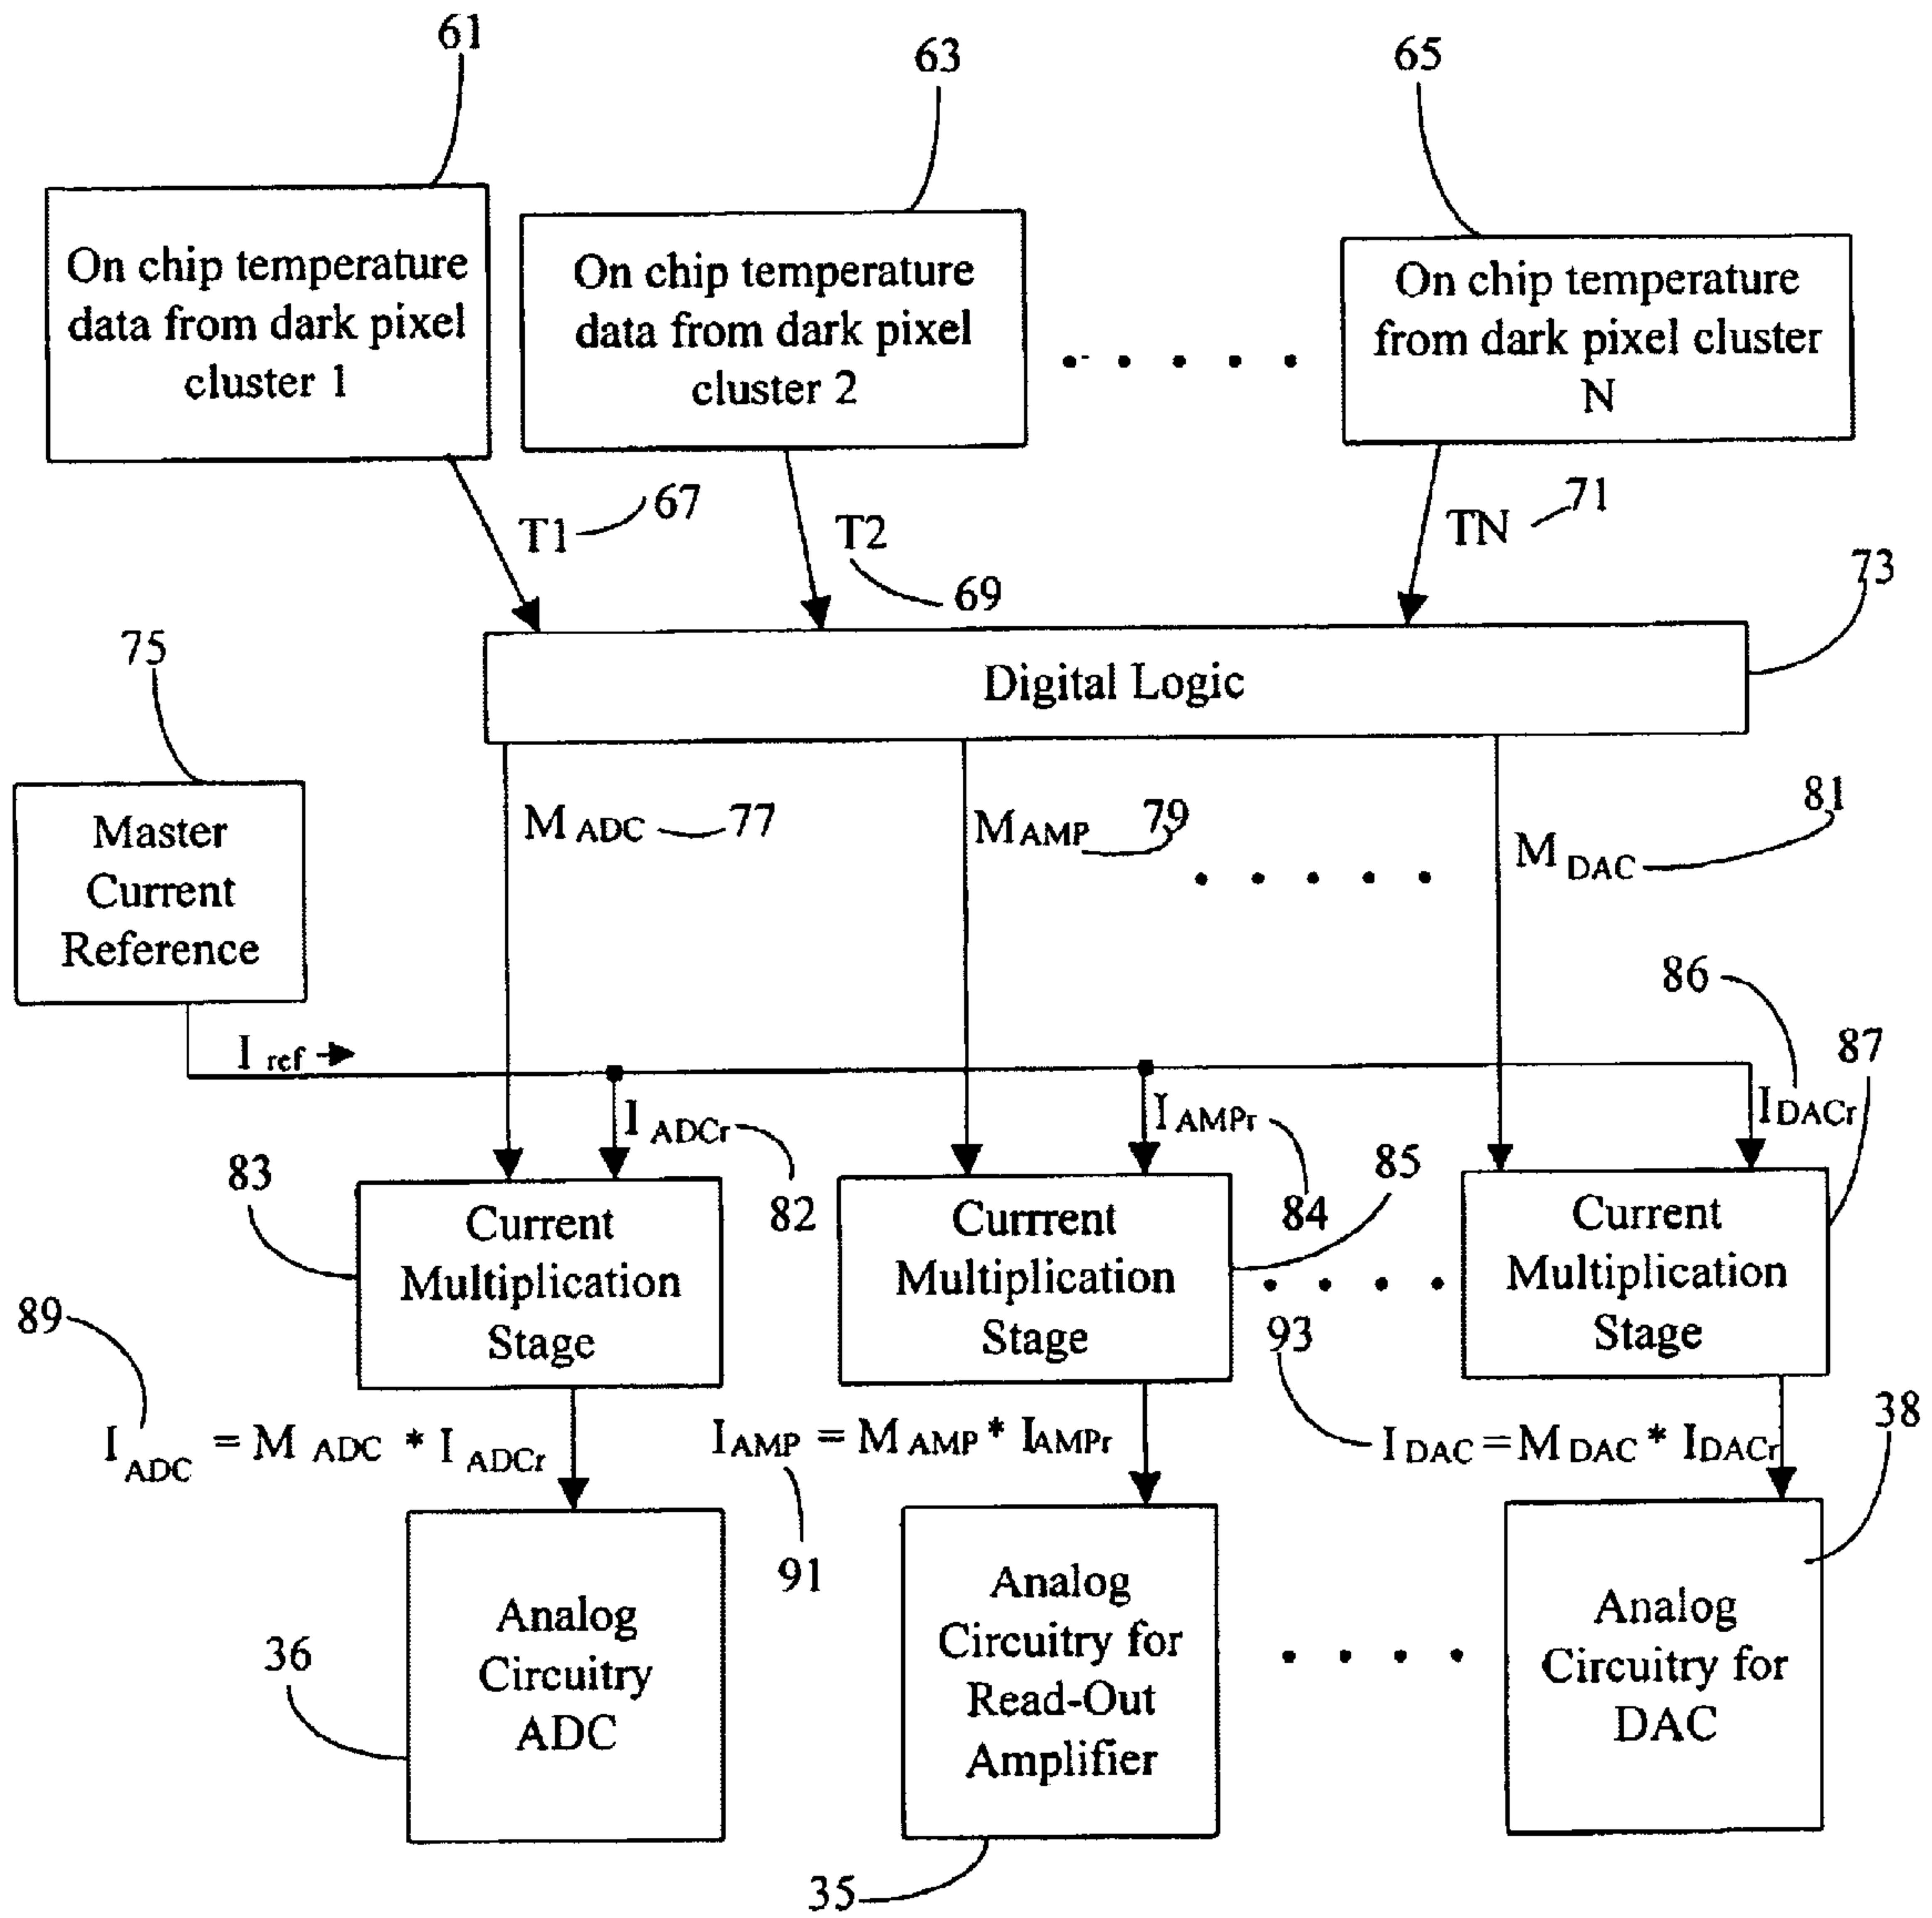 61
63
65
On chip temperature
data from dark pixel
cluster 1
On chip temperature
data from dark pixel
cluster 2
On chip temperature
from dark pixel cluster
N
T1
67
T2
69
TN
71
73
75
Digital Logic
Master
Current
Reference
M ADC
77
MAMP
79
M DAC
81
86
87
I ref
I ADCr
I AMPr
I DACr
83
82
84
85
Current
Multiplication
Stage
Currrent
Multiplication
Stage
Current
Multiplication
Stage
89
93
38
I ADC = M ADC * I ADCr
I AMP = M AMP * IAMPr
I DAC = M DAC * IDACr
91
36
Analog
Circuitry
ADC
Analog
Circuitry for
Read-Out
Amplifier
Analog
Circuitry for
DAC
35